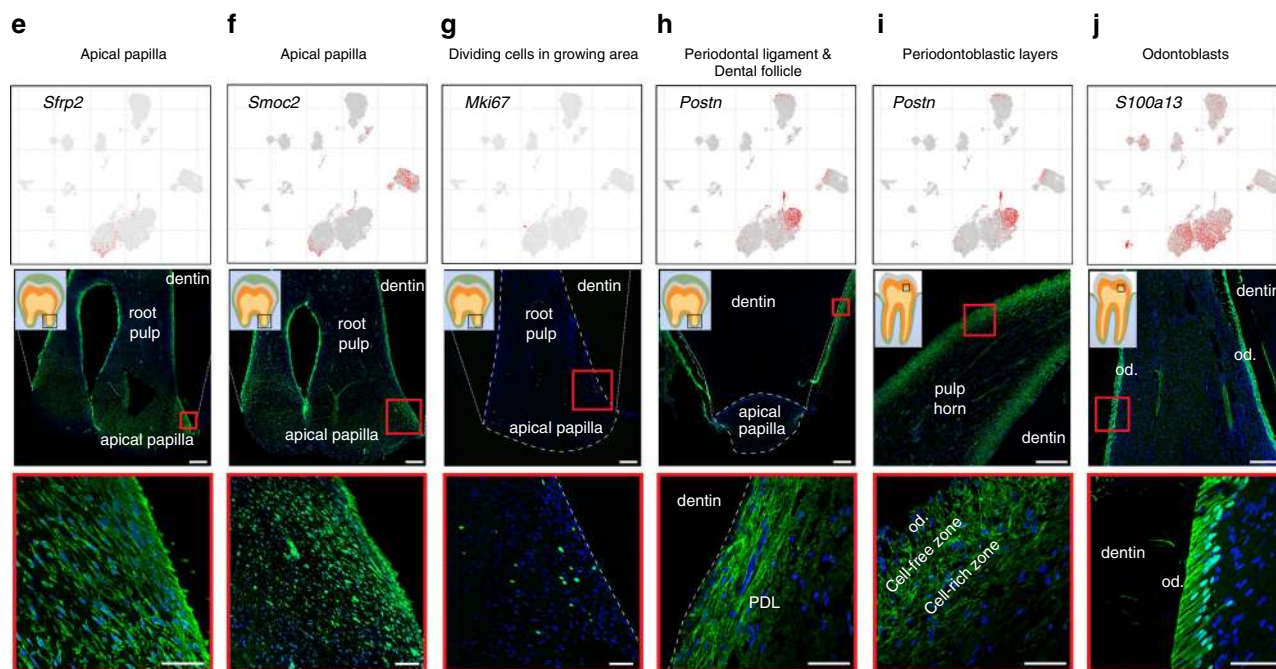 e
Apical papilla
Sfrp2
dentin
root
pulp
apical papilla
f
Apical papilla
Smoc2
dentin
root
pulp
apical papilla
g
Dividing cells in growing area
Mki67
dentin
root
pulp
apical papilla
h
Periodontal ligament &
Dental follicle
Postn
dentin
apical
papilla
dentin
PDL
i
Periodontoblastic layers
Postn
pulp
horn
dentin
od.
Cell-free zone
Cell-rich zone
j
Odontoblasts
S100a13
dentin
od.
od.
dentin
od.